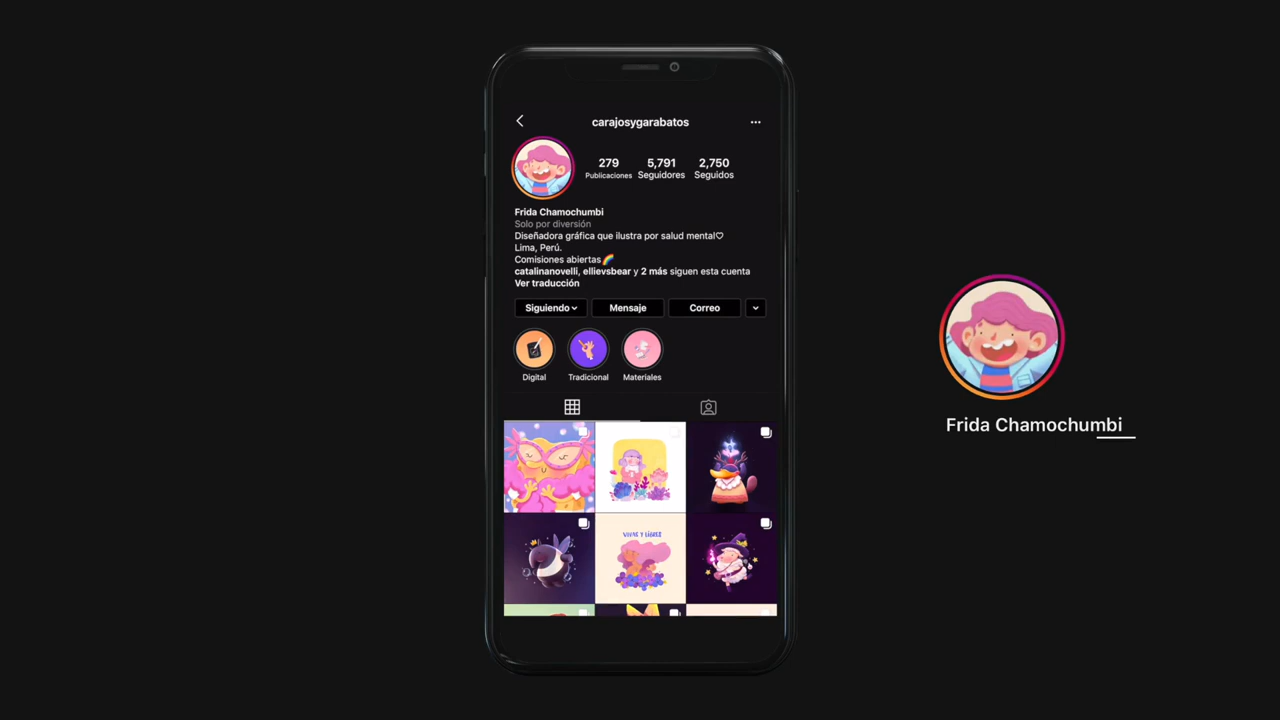 carajosygarabatos
279 5,791 2,750
Publicaciones Seguidores Seguidos
Frida Chamochumbi
Solo por diversión
Diseñadora gráfica que ilustra por salud mental♡
Lima, Perú.
Comisiones abiertas🌈
catalinanovelli, ellievsbear y 2 más siguen esta cuenta
Ver traducción
Siguiendo Mensaje Correo
Digital Tradicional Materiales
VIVAS Y LIBRES
Frida Chamochumbi